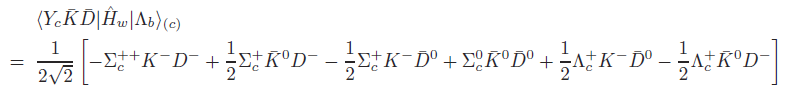 ⟨Y_c K̄ D̄|Ĥ_w|Λ_b⟩_(c)
= 1/(2√2) [ −Σ_c^{++} K^− D^− + 1/2 Σ_c^+ K̄^0 D^− − 1/2 Σ_c^+ K^− D̄^0 + Σ_c^0 K̄^0 D̄^0 + 1/2 Λ_c^+ K^− D̄^0 − 1/2 Λ_c^+ K̄^0 D^− ]